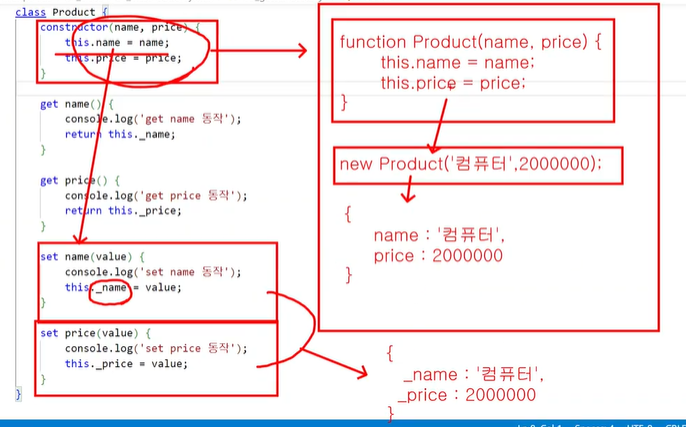 class Product {
constructor(name, price) {
this.name = name;
this.price = price;
}
get name() {
console.log('get name 동작');
return this._name;
}
get price() {
console.log('get price 동작');
return this._price;
}
set name(value) {
console.log('set name 동작');
this._name = value;
}
set price(value) {
console.log('set price 동작');
this._price = value;
}
}
function Product(name, price) {
this.name = name;
this.price = price;
}
new Product('컴퓨터',2000000);
{
name : '컴퓨터',
price : 2000000
}
{
_name : '컴퓨터',
_price : 2000000
}